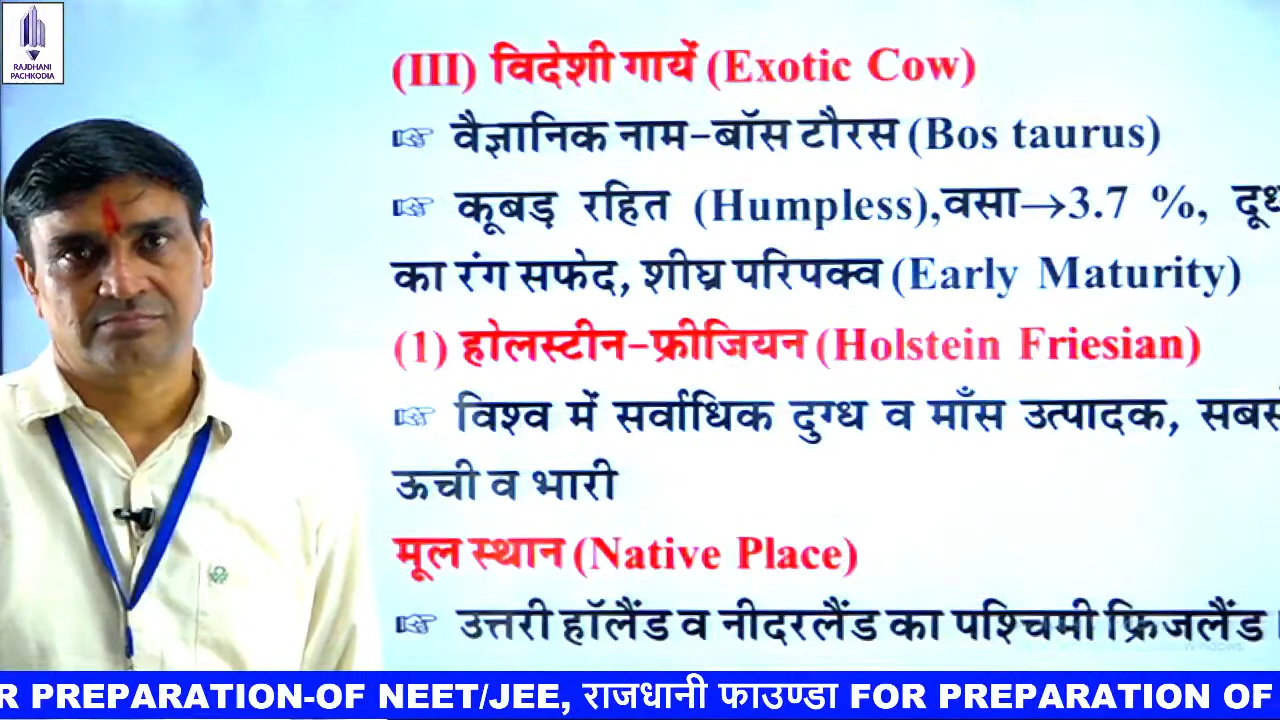 RAJDHANI
PACHKODIA
(III) विदेशी गायें (Exotic Cow)
☞ वैज्ञानिक नाम-बॉस टौरस (Bos taurus)
☞ कूबड़ रहित (Humpless),वसा→3.7 %, दूध
का रंग सफेद, शीघ्र परिपक्व (Early Maturity)
(1) होलस्टीन-फ्रीजियन (Holstein Friesian)
☞ विश्व में सर्वाधिक दुग्ध व माँस उत्पादक,
ऊची व भारी
मूल स्थान (Native Place)
☞ उत्तरी हॉलैंड व नीदरलैंड का पश्चिमी फ्रिजलैंड
R PREPARATION-OF NEET/JEE, राजधानी फाउण्डा FOR PREPARATION OF